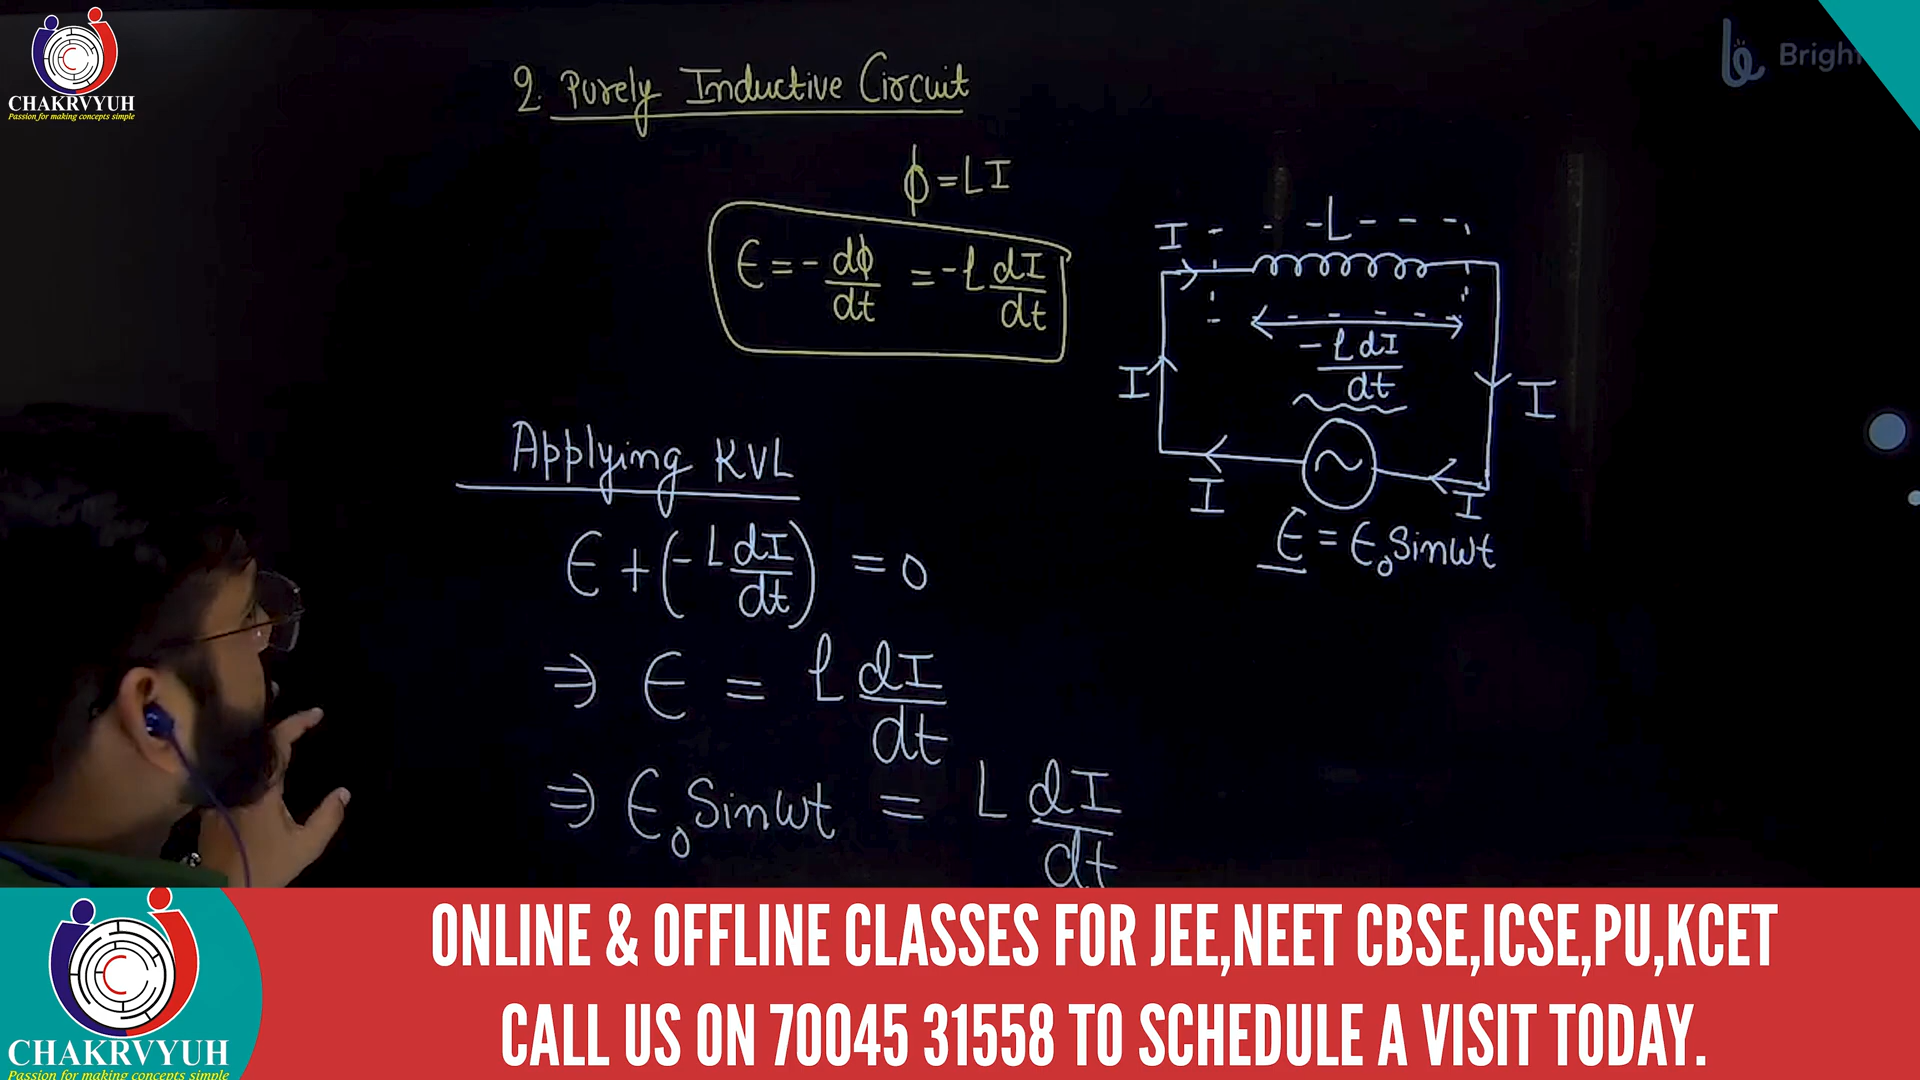 CHAKRVYUH
Passion for making concepts simple
Bright
2. Purely Inductive Circuit
ϕ = LI
ε = - dϕ/dt = -L dI/dt
I
L
-L dI/dt
I
I
I
I
ε = ε₀ Sinωt
Applying KVL
ε + (-L dI/dt) = 0
⇒ ε = L dI/dt
⇒ ε₀ Sinωt = L dI/dt
ONLINE & OFFLINE CLASSES FOR JEE,NEET CBSE,ICSE,PU,KCET
CALL US ON 70045 31558 TO SCHEDULE A VISIT TODAY.
CHAKRVYUH
Passion for making concepts simple